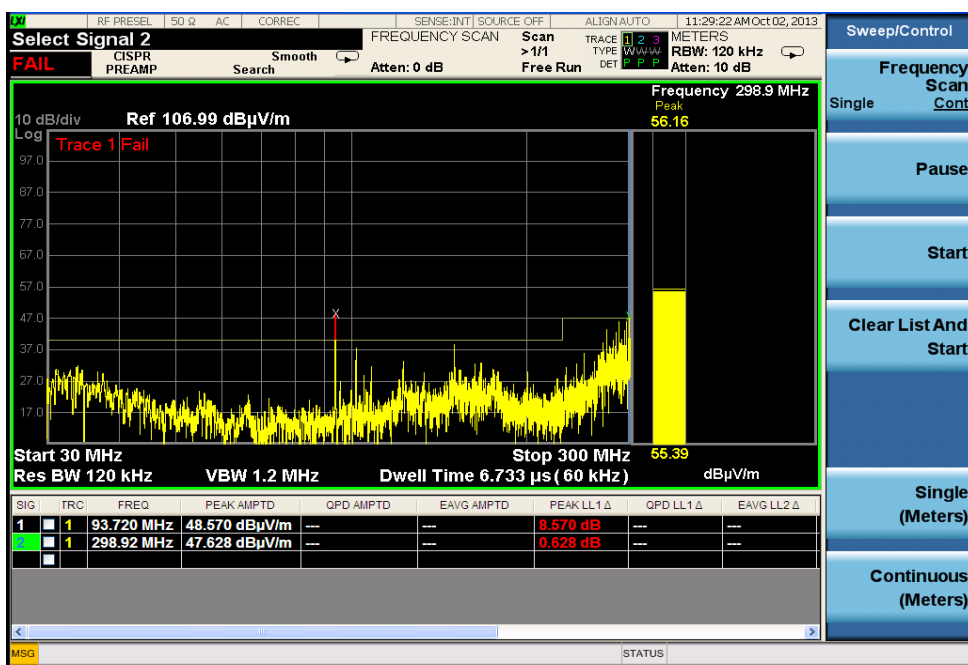 LXI RF PRESEL 50 Ω AC CORREC SENSE:INT SOURCE OFF ALIGN AUTO 11:29:22 AM Oct 02, 2013
Select Signal 2
FREQUENCY SCAN Scan TRACE 1 2 3 METERS
>1/1 TYPE W W W RBW: 120 kHz
FAIL CISPR Smooth
PREAMP Search Atten: 0 dB Free Run DET P P P Atten: 10 dB
Frequency 298.9 MHz
Peak
10 dB/div Ref 106.99 dBµV/m 56.16
Log
Trace 1 Fail
97.0
87.0
77.0
67.0
57.0
47.0
X
37.0
27.0
17.0
Start 30 MHz Stop 300 MHz 55.39
Res BW 120 kHz VBW 1.2 MHz Dwell Time 6.733 µs (60 kHz) dBµV/m
SIG TRC FREQ PEAK AMPTD QPD AMPTD EAVG AMPTD PEAK LL1 Δ QPD LL1 Δ EAVG LL2 Δ
1 1 93.720 MHz 48.570 dBµV/m --- --- 8.570 dB --- ---
2 1 298.92 MHz 47.628 dBµV/m --- --- 0.628 dB --- ---
MSG STATUS
Sweep/Control
Frequency
Scan
Single Cont
Pause
Start
Clear List And
Start
Single
(Meters)
Continuous
(Meters)